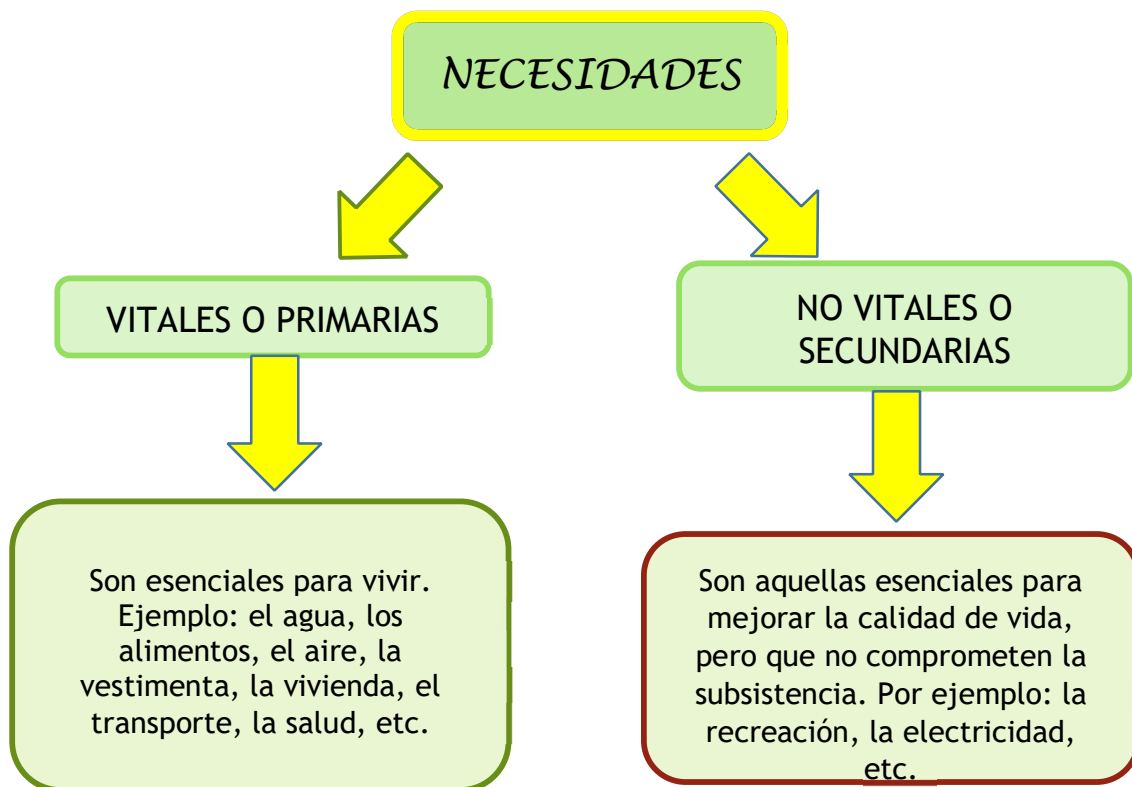 NECESIDADES
VITALES O PRIMARIAS
NO VITALES O
SECUNDARIAS
Son esenciales para vivir.
Ejemplo: el agua, los
alimentos, el aire, la
vestimenta, la vivienda, el
transporte, la salud, etc.
Son aquellas esenciales para
mejorar la calidad de vida,
pero que no comprometen la
subsistencia. Por ejemplo: la
recreación, la electricidad,
etc.